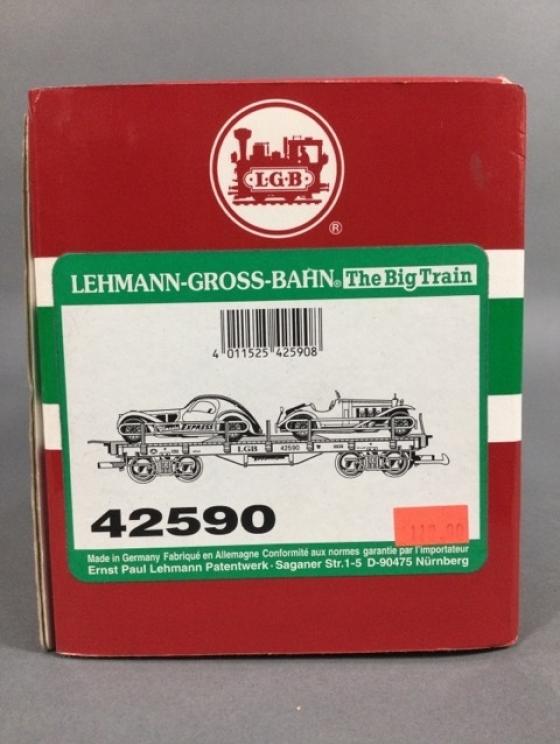 L·G·B
®
LEHMANN-GROSS-BAHN® The Big Train
4 011525 425908
EXPRESS
LGB 42590
42590
Made in Germany Fabriqué en Allemagne Conformité aux normes garantie par l'importateur
Ernst Paul Lehmann Patentwerk · Saganer Str.1-5 D-90475 Nürnberg